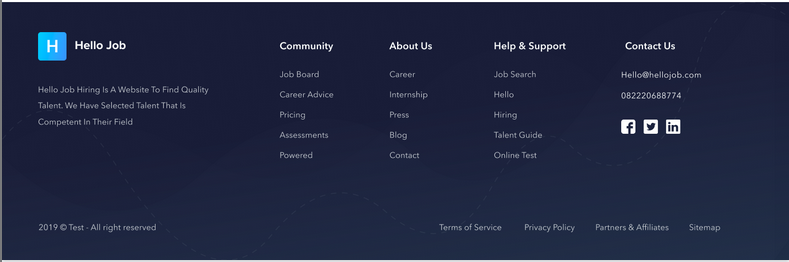 H Hello Job
Hello Job Hiring Is A Website To Find Quality
Talent. We Have Selected Talent That Is
Competent In Their Field
Community
Job Board
Career Advice
Pricing
Assessments
Powered
About Us
Career
Internship
Press
Blog
Contact
Help & Support
Job Search
Hello
Hiring
Talent Guide
Online Test
Contact Us
Hello@hellojob.com
082220688774
2019 © Test - All right reserved
Terms of Service Privacy Policy Partners & Affiliates Sitemap